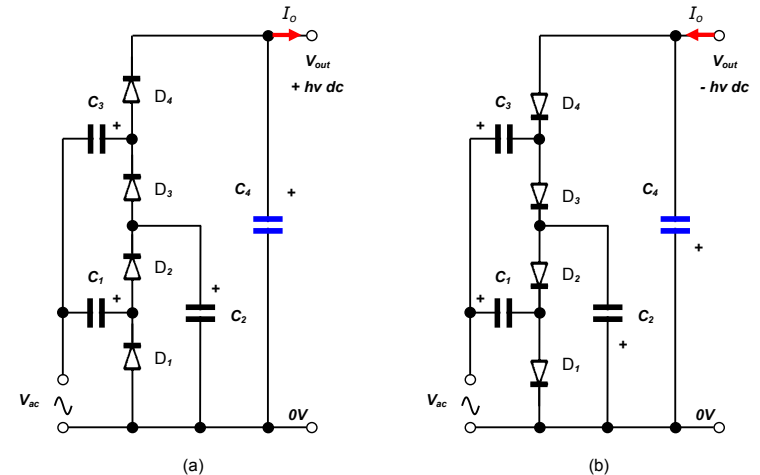 I_o
V_out
+ hv dc
C_3
+
D_4
D_3
C_4
+
D_2
C_1
+
+
C_2
D_1
V_ac
0V
(a)
I_o
V_out
- hv dc
C_3
+
D_4
D_3
C_4
+
D_2
C_1
+
C_2
+
D_1
V_ac
0V
(b)